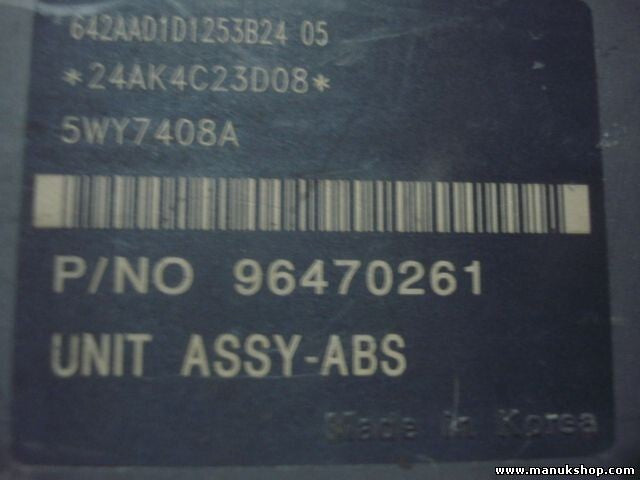 642AAD1D1253B24 05
*24AK4C23D08*
5WY7408A
P/NO 96470261
UNIT ASSY-ABS
Made in Korea
www.manukshop.com